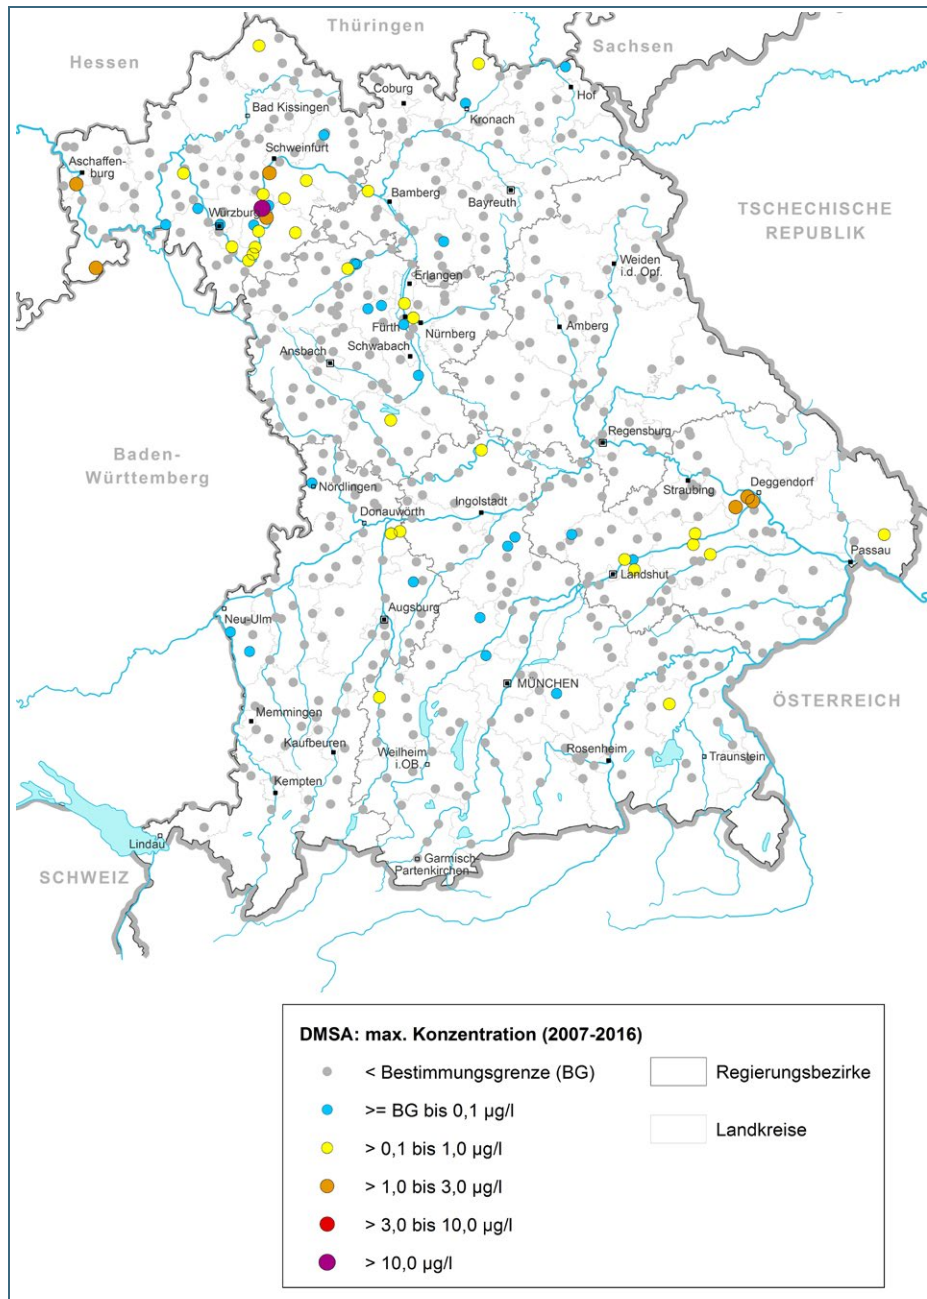 Thüringen
Sachsen
Hessen
Coburg
Hof
Bad Kissingen
Kronach
Schweinfurt
Aschaffen-
burg
Bamberg
Bayreuth
Würzburg
TSCHECHISCHE
REPUBLIK
Weiden
i.d. Opf.
Erlangen
Fürth
Nürnberg
Amberg
Ansbach
Schwabach
Baden-
Württemberg
Regensburg
Nördlingen
Straubing
Deggendorf
Donauwörth
Ingolstadt
Passau
Landshut
Neu-Ulm
Augsburg
MÜNCHEN
ÖSTERREICH
Memmingen
Kaufbeuren
Weilheim
i.OB.
Rosenheim
Traunstein
Kempten
Lindau
Garmisch-
Partenkirchen
SCHWEIZ
DMSA: max. Konzentration (2007-2016)
< Bestimmungsgrenze (BG)
>= BG bis 0,1 µg/l
> 0,1 bis 1,0 µg/l
> 1,0 bis 3,0 µg/l
> 3,0 bis 10,0 µg/l
> 10,0 µg/l
Regierungsbezirke
Landkreise